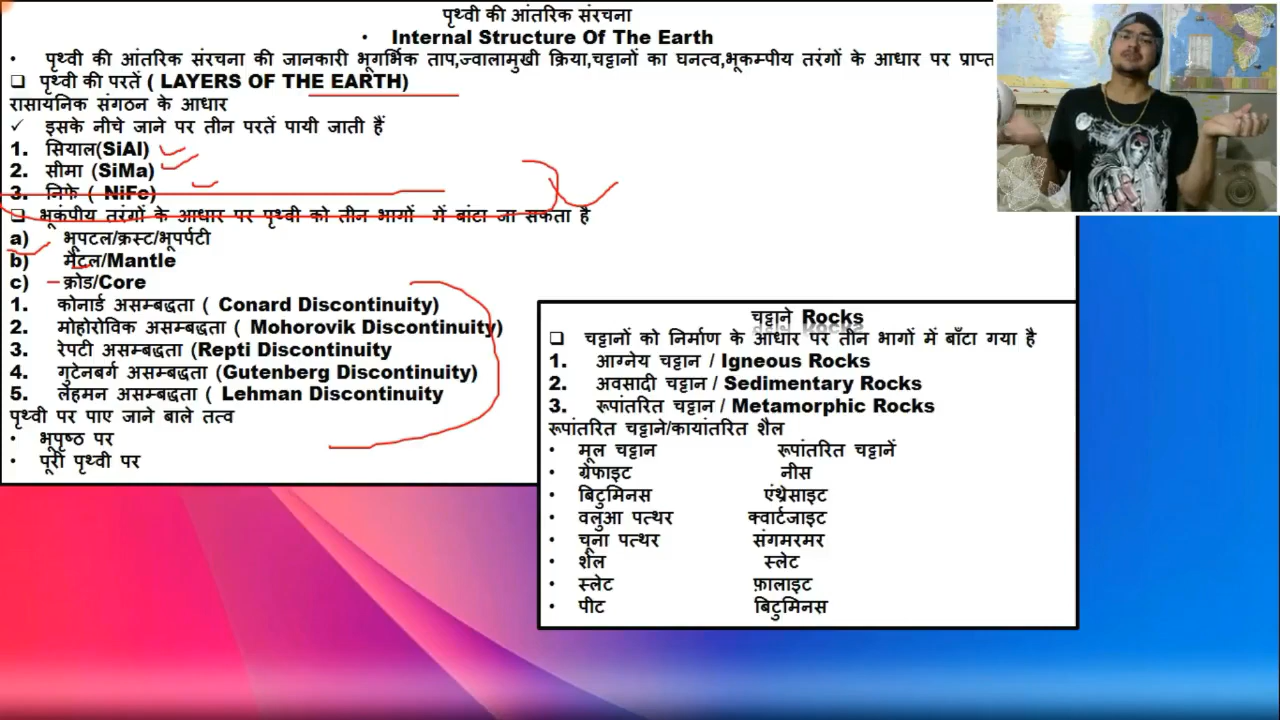 पृथ्वी की आंतरिक संरचना
• Internal Structure Of The Earth
• पृथ्वी की आंतरिक संरचना की जानकारी भूगर्भिक ताप,ज्वालामुखी क्रिया,चट्टानों का घनत्व,भूकम्पीय तरंगों के आधार पर प्राप्त
❑ पृथ्वी की परतें ( LAYERS OF THE EARTH)
रासायनिक संगठन के आधार
✓ इसके नीचे जाने पर तीन परतें पायी जाती हैं
1. सियाल(SiAl)
2. सीमा (SiMa)
3. निफे ( NiFe)
❑ भूकंपीय तरंगों के आधार पर पृथ्वी को तीन भागों में बांटा जा सकता है
a) भूपटल/क्रस्ट/भूपर्पटी
b) मैंटल/Mantle
c) क्रोड/Core
1. कोनार्ड असम्बद्धता ( Conard Discontinuity)
2. मोहोरोविक असम्बद्धता ( Mohorovik Discontinuity)
3. रेपटी असम्बद्धता (Repti Discontinuity
4. गुटेनबर्ग असम्बद्धता (Gutenberg Discontinuity)
5. लेहमन असम्बद्धता ( Lehman Discontinuity
पृथ्वी पर पाए जाने बाले तत्व
• भूपृष्ठ पर
• पूरी पृथ्वी पर
चट्टाने Rocks
❑ चट्टानों को निर्माण के आधार पर तीन भागों में बाँटा गया है
1. आग्नेय चट्टान / Igneous Rocks
2. अवसादी चट्टान / Sedimentary Rocks
3. रूपांतरित चट्टान / Metamorphic Rocks
रूपांतरित चट्टाने/कायांतरित शैल
• मूल चट्टान रूपांतरित चट्टानें
• ग्रेफाइट नीस
• बिटुमिनस एंथ्रेसाइट
• वलुआ पत्थर क्वार्टजाइट
• चूना पत्थर संगमरमर
• शैल स्लेट
• स्लेट फ़ालाइट
• पीट बिटुमिनस